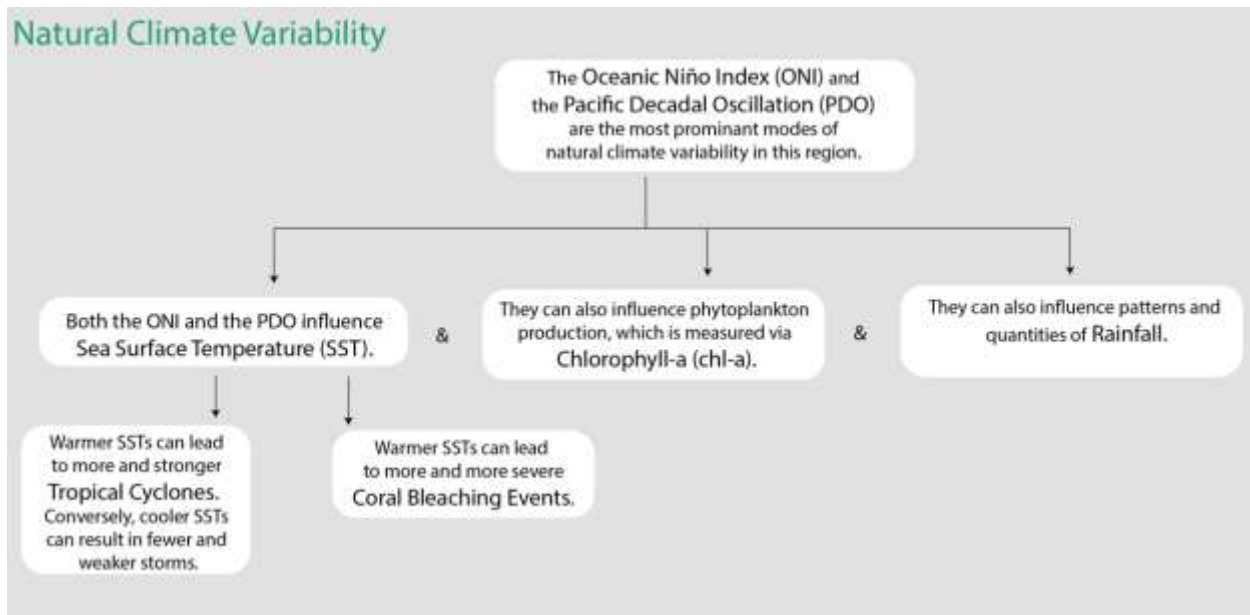 Natural Climate Variability
The Oceanic Niño Index (ONI) and
the Pacific Decadal Oscillation (PDO)
are the most prominant modes of
natural climate variability in this region.
Both the ONI and the PDO influence
Sea Surface Temperature (SST).
&
They can also influence phytoplankton
production, which is measured via
Chlorophyll-a (chl-a).
&
They can also influence patterns and
quantities of Rainfall.
Warmer SSTs can lead
to more and stronger
Tropical Cyclones.
Conversely, cooler SSTs
can result in fewer and
weaker storms.
Warmer SSTs can lead
to more and more severe
Coral Bleaching Events.